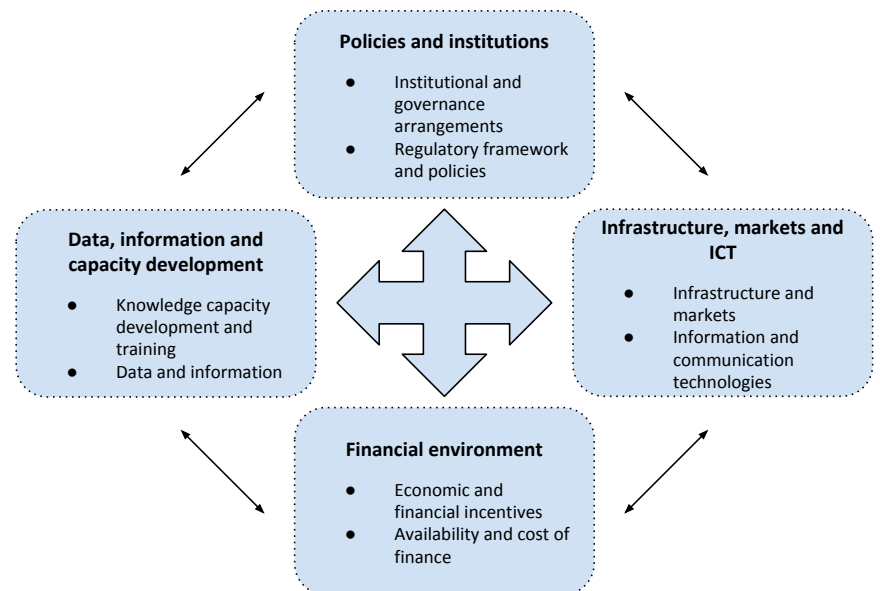 Policies and institutions
● Institutional and
governance
arrangements
● Regulatory framework
and policies
Data, information and
capacity development
● Knowledge capacity
development and
training
● Data and information
Infrastructure, markets and
ICT
● Infrastructure and
markets
● Information and
communication
technologies
Financial environment
● Economic and
financial incentives
● Availability and cost of
finance